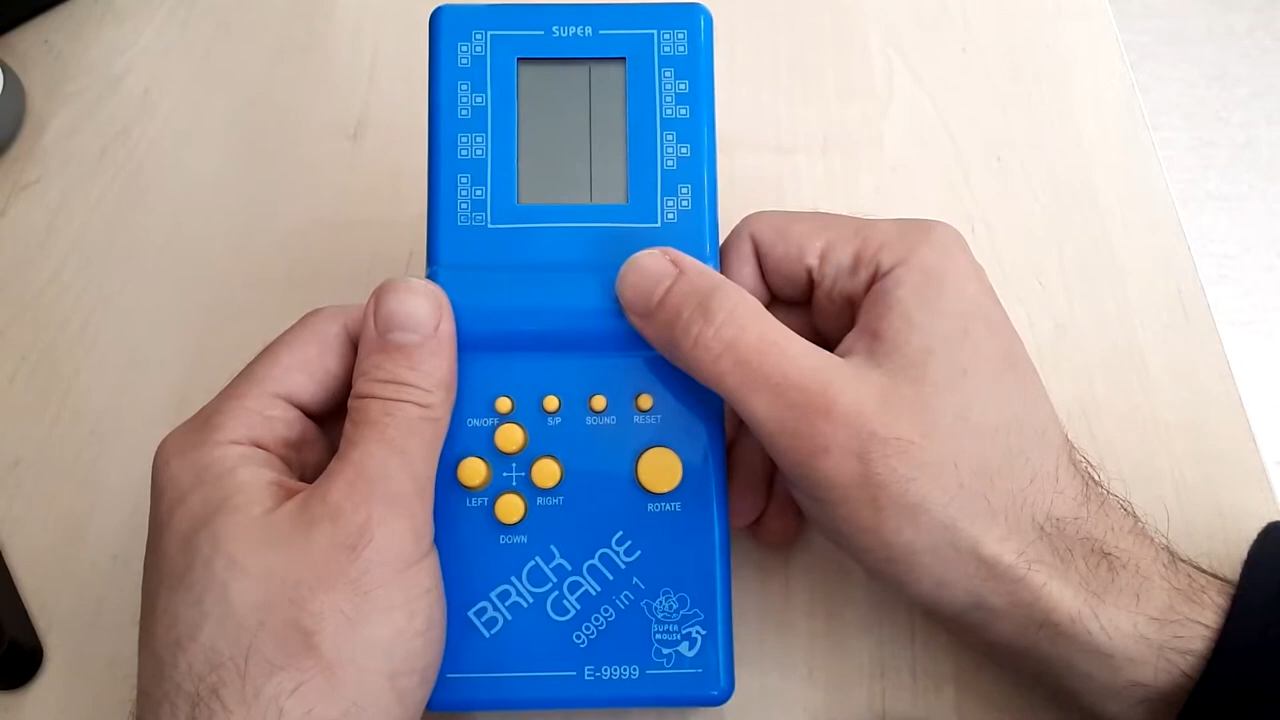 SUPER
ON/OFF S/P SOUND RESET
LEFT RIGHT ROTATE
DOWN
BRICK
GAME
9999 in 1
SUPER
MOUSE
E-9999